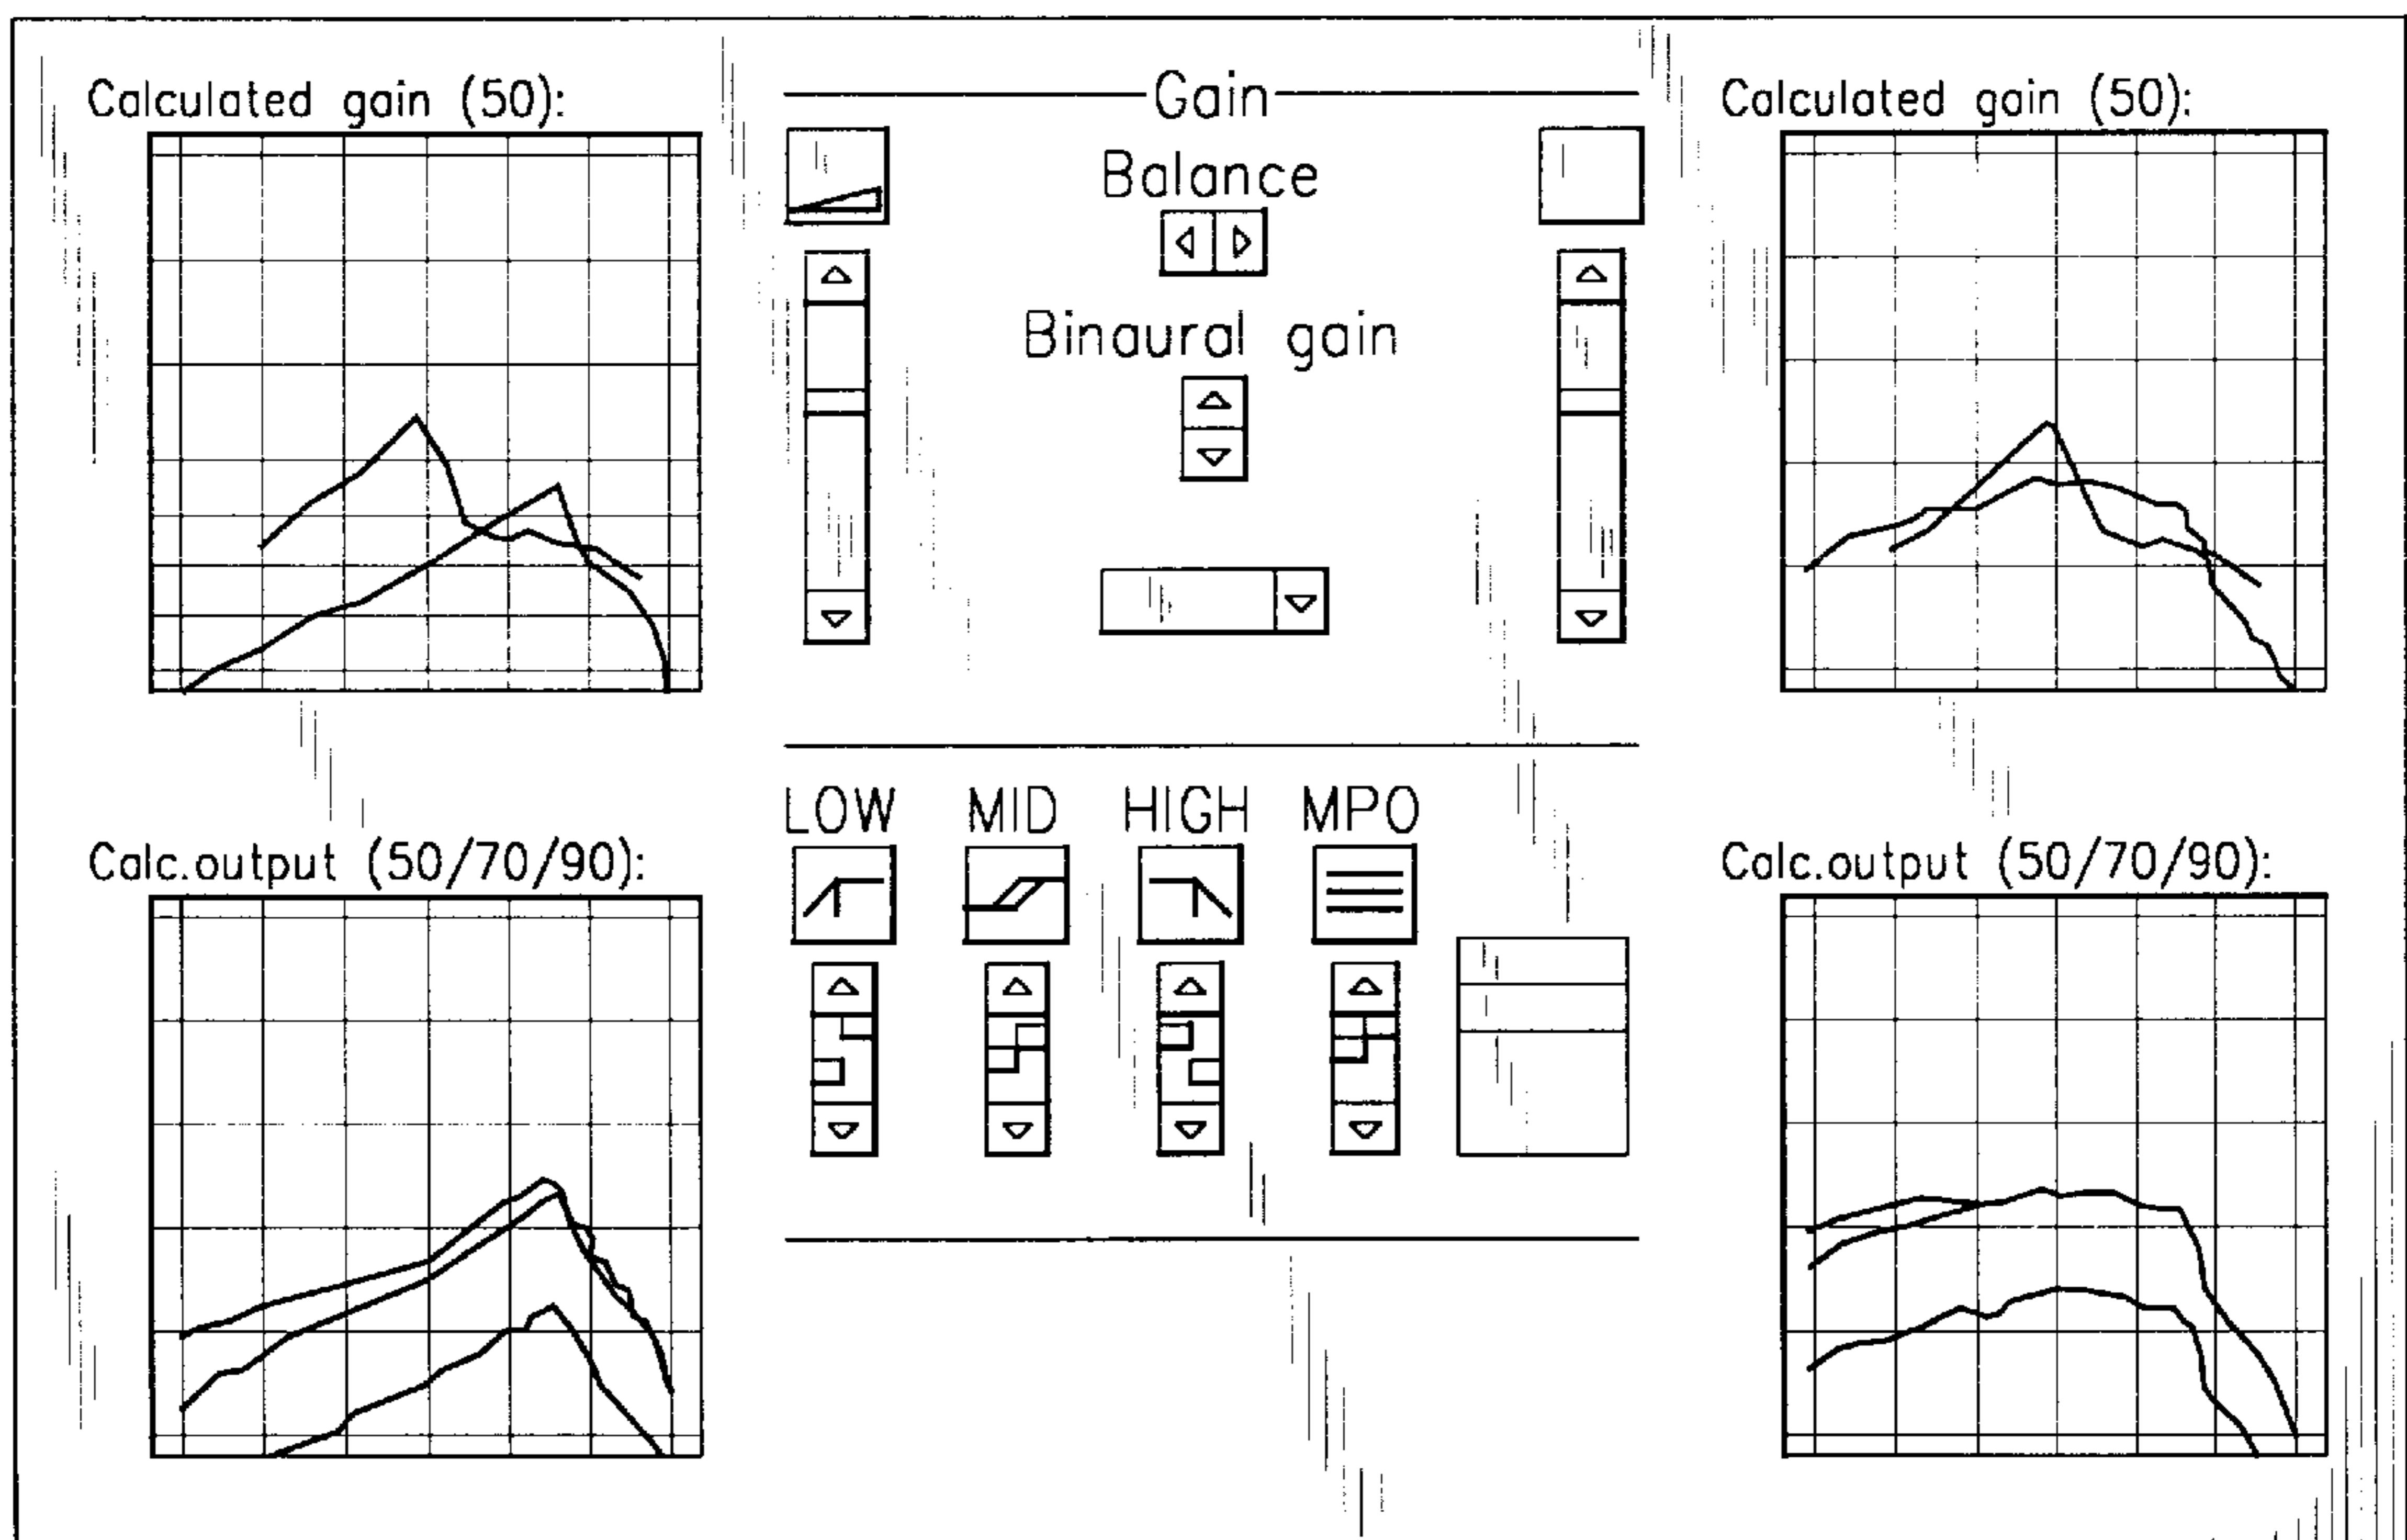 Calculated gain (50):
Gain
Calculated gain (50):
Balance
Binaural gain
LOW MID HIGH MPO
Calc.output (50/70/90):
Calc.output (50/70/90):